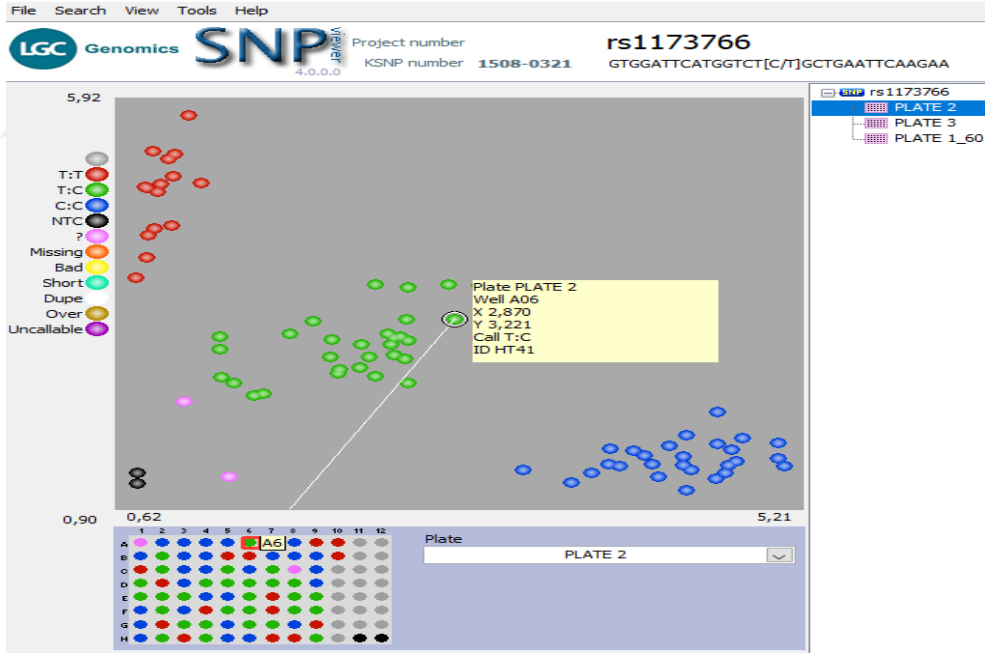 File Search View Tools Help
LGC Genomics SNP viewer 4.0.0.0
Project number
KSNP number 1508-0321
rs1173766
GTGGATTCATGGTCT[C/T]GCTGAATTCAAGAA
5,92
T:T
T:C
C:C
NTC
?
Missing
Bad
Short
Dupe
Over
Uncallable
0,90
0,62
5,21
Plate PLATE 2
Well A06
X 2,870
Y 3,221
Call T:C
ID HT41
SNP rs1173766
PLATE 2
PLATE 3
PLATE 1_60
1 2 3 4 5 6 7 8 9 10 11 12
A
A6
B
C
D
E
F
G
H
Plate
PLATE 2